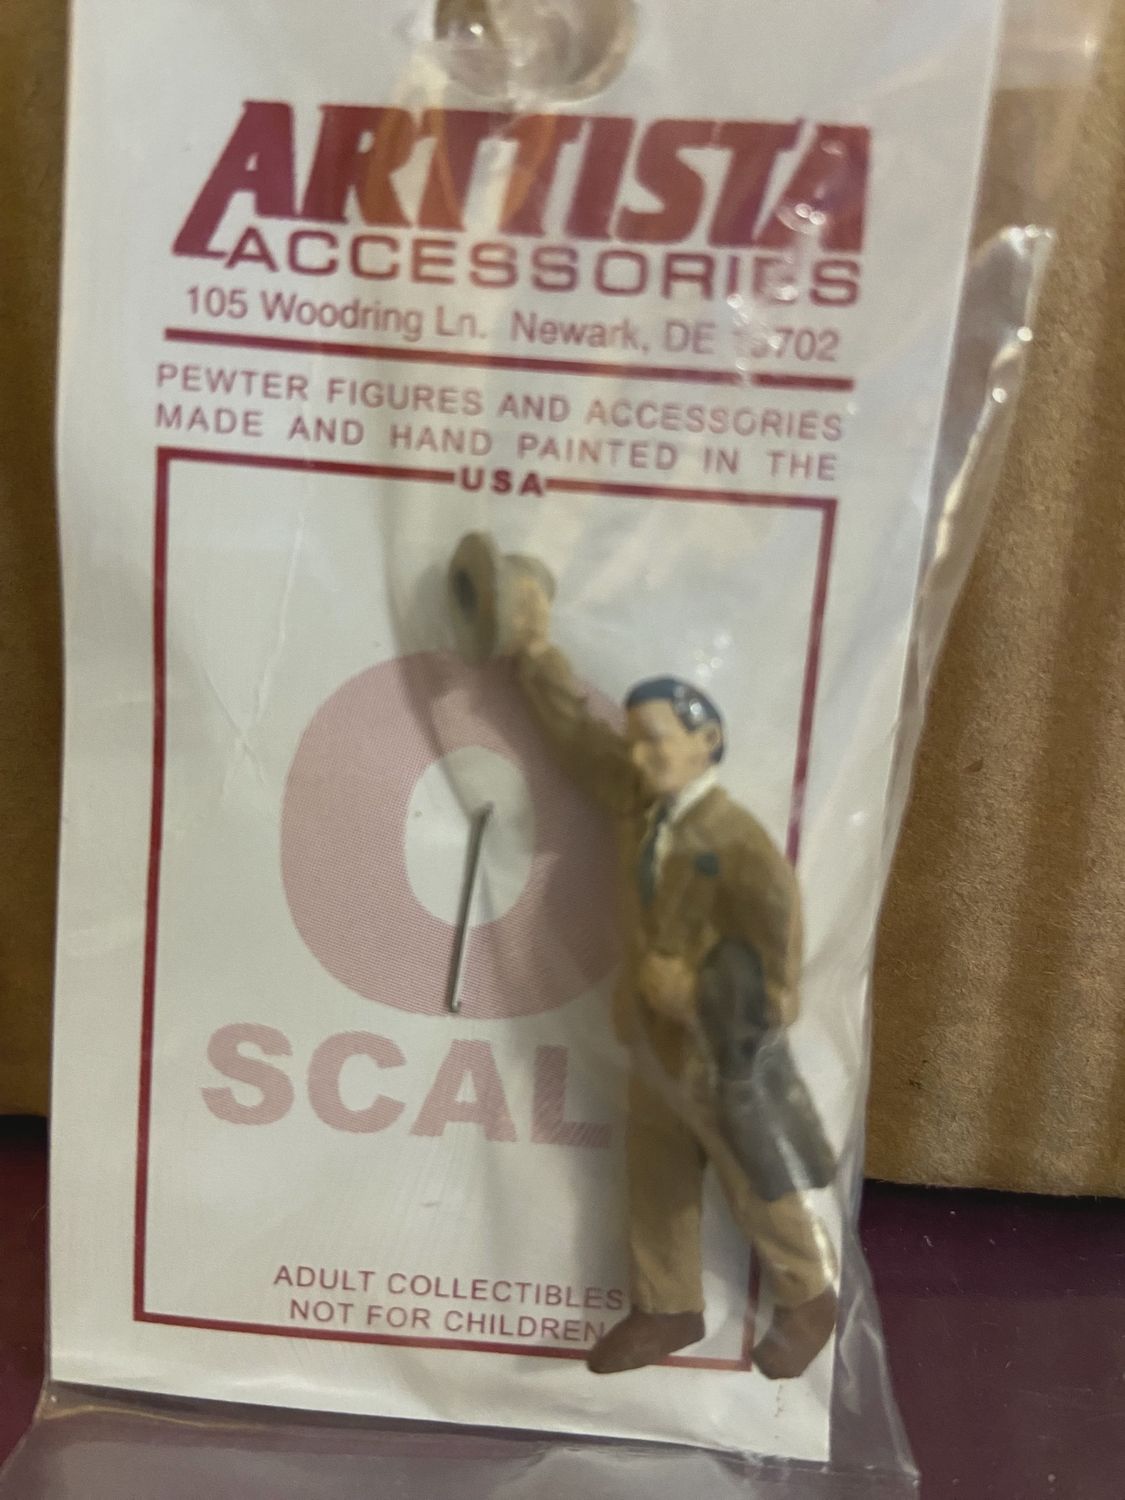 ARTTISTA
ACCESSORIES
105 Woodring Ln. Newark, DE
PEWTER FIGURES AND ACCESSORIES
MADE AND HAND PAINTED IN THE
USA
O
SCAL
ADULT COLLECTIBLES
NOT FOR CHILDREN